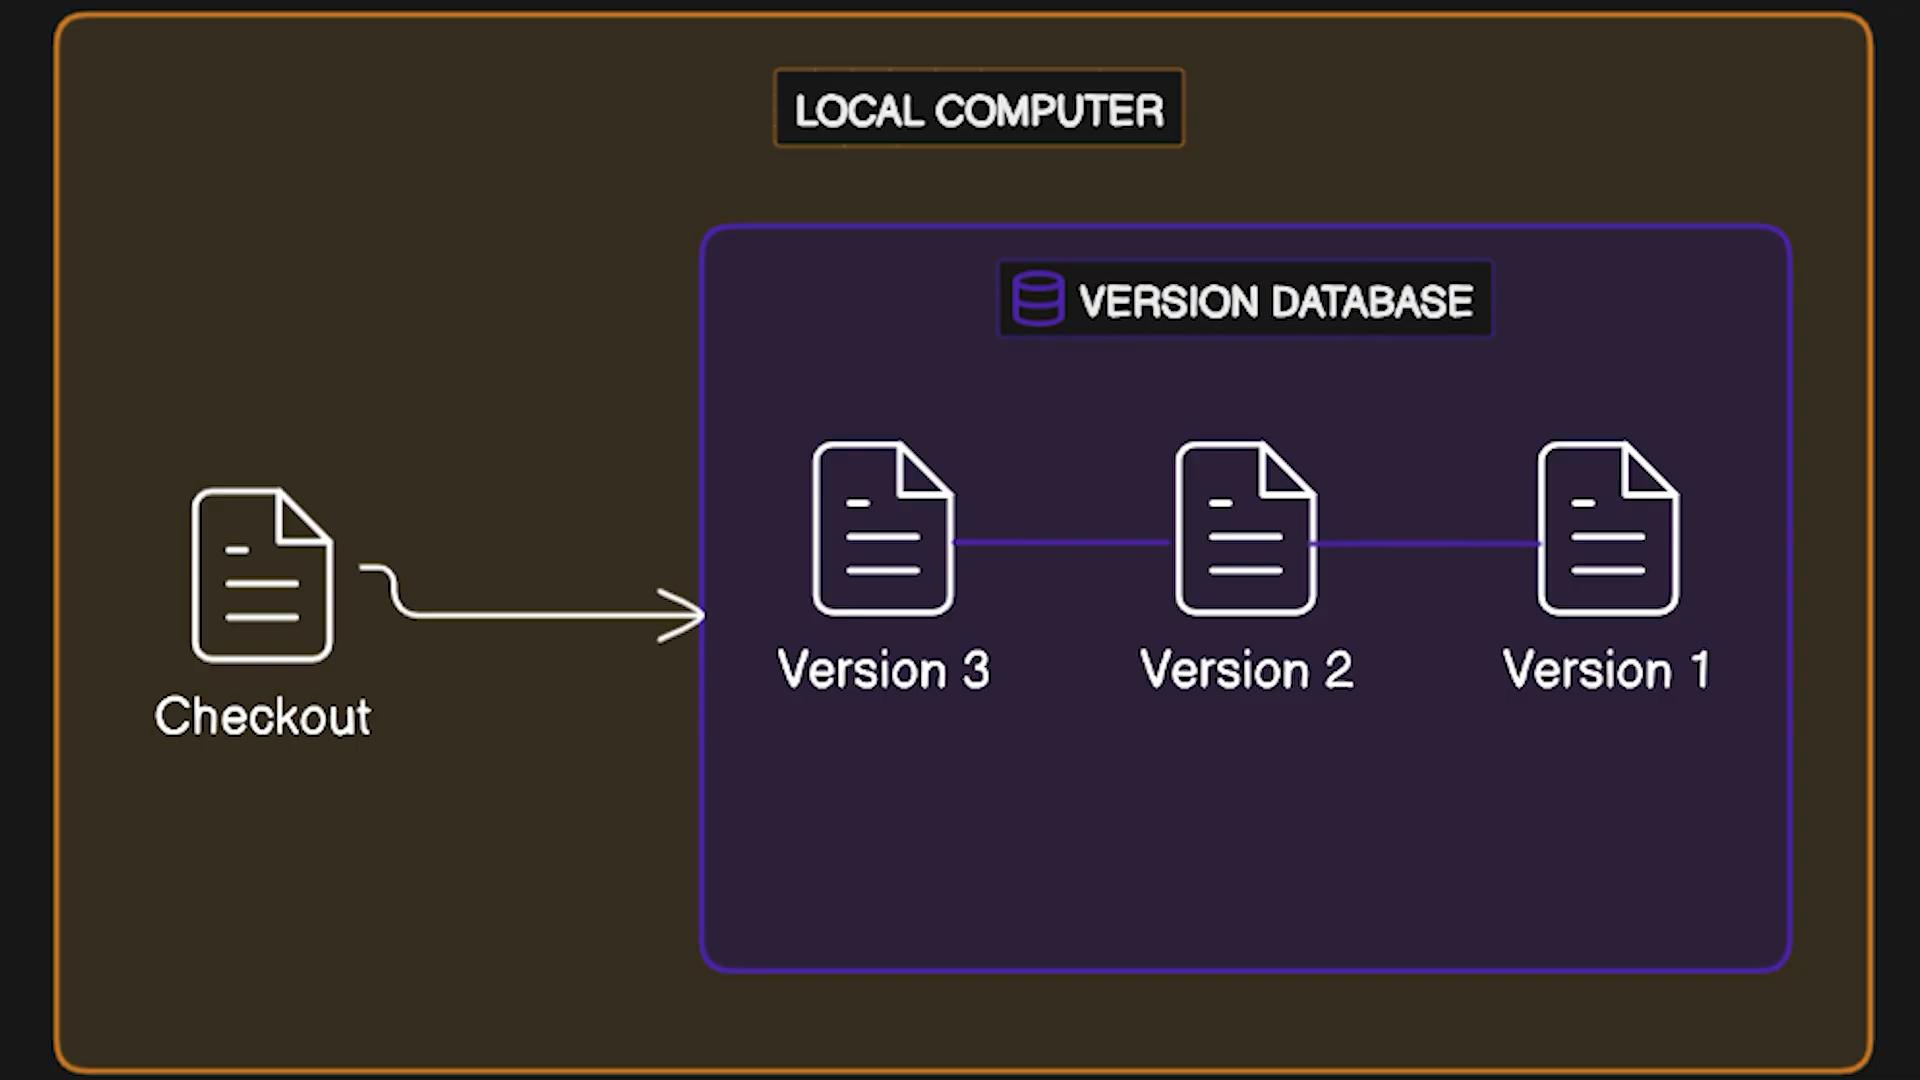 LOCAL COMPUTER
VERSION DATABASE
Checkout
Version 3
Version 2
Version 1